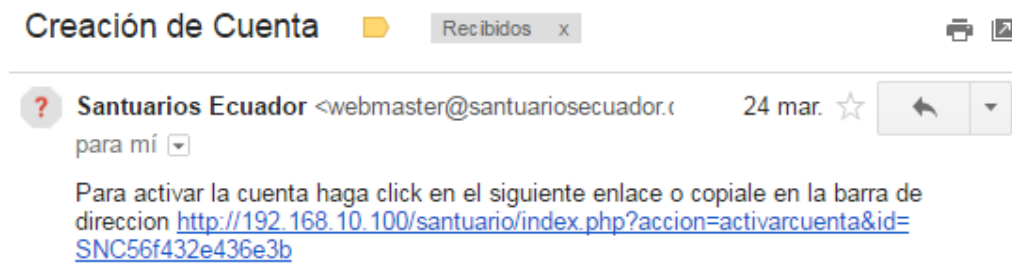 Creación de Cuenta
Recibidos x
Santuarios Ecuador <webmaster@santuariosecuador.c 24 mar.
para mí
Para activar la cuenta haga click en el siguiente enlace o copiale en la barra de
direccion http://192.168.10.100/santuario/index.php?accion=activarcuenta&id=
SNC56f432e436e3b